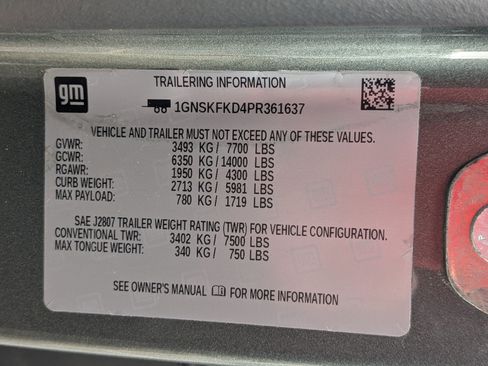 gm
TRAILERING INFORMATION
1GNSKFKD4PR361637
VEHICLE AND TRAILER MUST NOT EXCEED ANY OF THESE VALUES.
GVWR: 3493 KG / 7700 LBS
GCWR: 6350 KG / 14000 LBS
RGAWR: 1950 KG / 4300 LBS
CURB WEIGHT: 2713 KG / 5981 LBS
MAX PAYLOAD: 780 KG / 1719 LBS
SAE J2807 TRAILER WEIGHT RATING (TWR) FOR VEHICLE CONFIGURATION.
CONVENTIONAL TWR: 3402 KG / 7500 LBS
MAX TONGUE WEIGHT: 340 KG / 750 LBS
SEE OWNER'S MANUAL FOR MORE INFORMATION